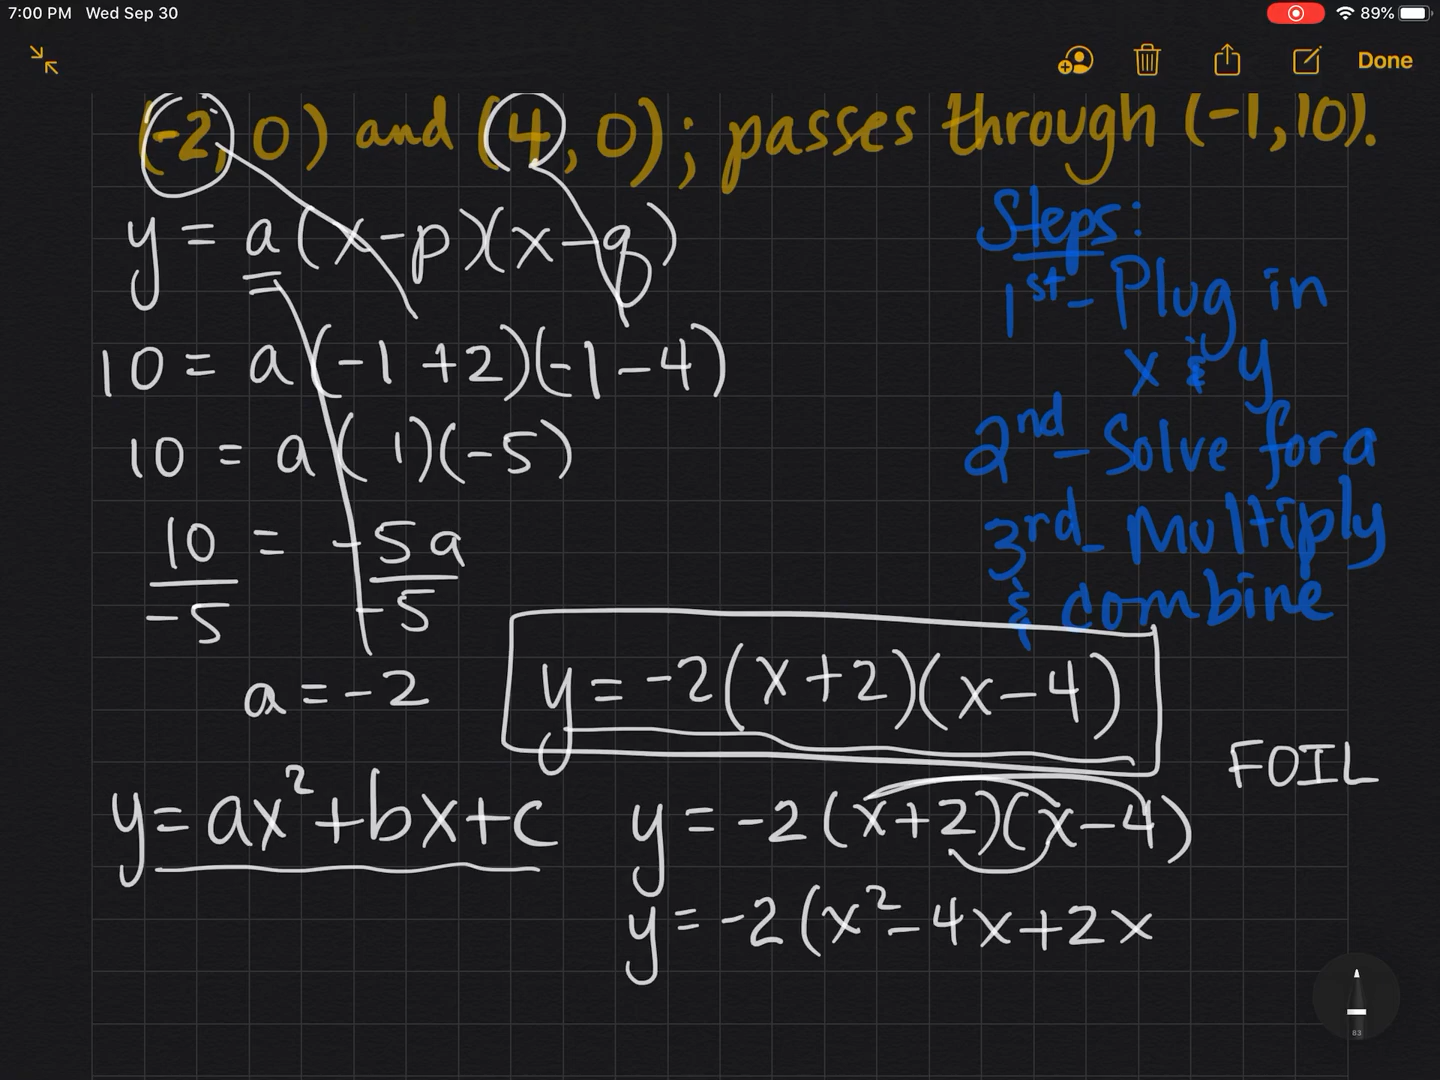 7:00 PM Wed Sep 30
89%
Done
(-2, 0) and (4, 0); passes through (-1, 10).
y = a(x-p)(x-q)
10 = a(-1 +2)(-1-4)
10 = a( 1)(-5)
10 = -5a
-5 -5
a = -2
y = -2(x+2)(x-4)
y = ax² + bx + c
Steps:
1st - Plug in
x & y
2nd - Solve for a
3rd - Multiply
& combine
FOIL
y = -2(x+2)(x-4)
y = -2(x² - 4x + 2x
83